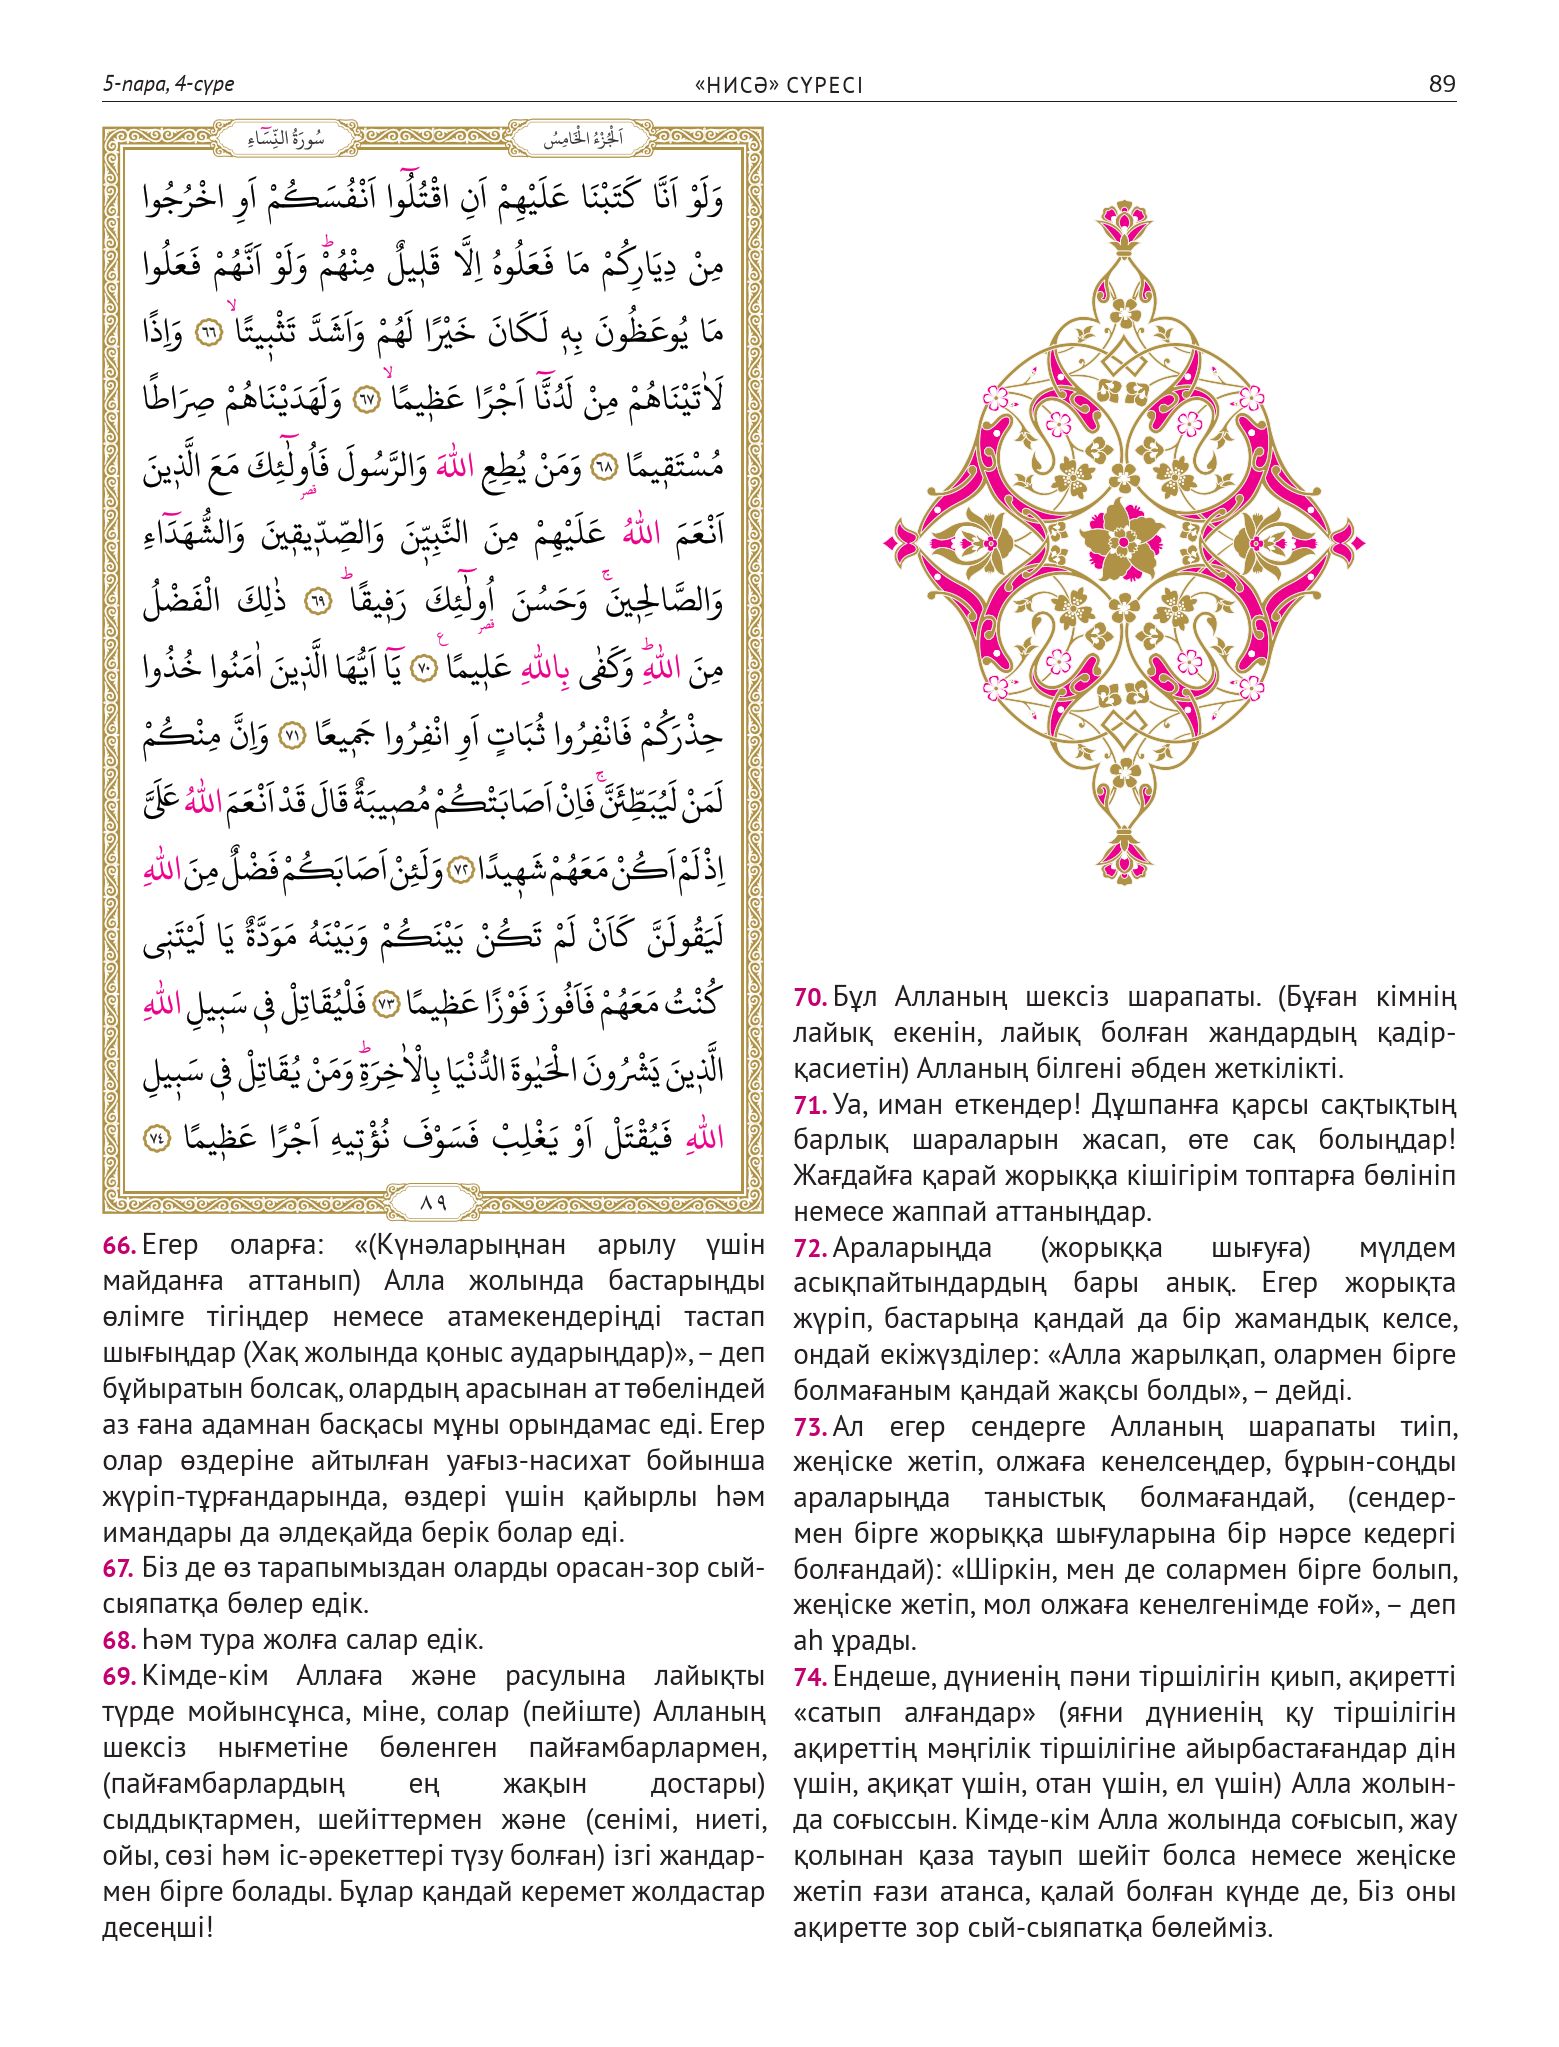 5-пара, 4-сүре
«НИСӘ» СҮРЕСІ
89
اَلْجُزْءُ الْخَامِسُ
سُورَةُ النِّسَٓاءِ
وَلَوْ اَنَّا كَتَبْنَا عَلَيْهِمْ اَنِ اقْتُلُٓوا اَنْفُسَكُمْ اَوِ اخْرُجُوا
مِنْ دِيَارِكُمْ مَا فَعَلُوهُ اِلَّا قَل۪يلٌ مِنْهُمْۜ وَلَوْ اَنَّهُمْ فَعَلُوا
مَا يُوعَظُونَ بِه۪ لَكَانَ خَيْرًا لَهُمْ وَاَشَدَّ تَثْب۪يتًاۙ ﴿٦٦﴾ وَاِذًا
لَاٰتَيْنَاهُمْ مِنْ لَدُنَّٓا اَجْرًا عَظ۪يمًاۙ ﴿٦٧﴾ وَلَهَدَيْنَاهُمْ صِرَاطًا
مُسْتَق۪يمًا ﴿٦٨﴾ وَمَنْ يُطِعِ اللّٰهَ وَالرَّسُولَ فَاُو۬لٰٓئِكَ مَعَ الَّذ۪ينَ
اَنْعَمَ اللّٰهُ عَلَيْهِمْ مِنَ النَّبِيّ۪نَ وَالصِّدّ۪يق۪ينَ وَالشُّهَدَٓاءِ
وَالصَّالِح۪ينَۚ وَحَسُنَ اُو۬لٰٓئِكَ رَف۪يقًاۜ ﴿٦٩﴾ ذٰلِكَ الْفَضْلُ
مِنَ اللّٰهِۜ وَكَفٰى بِاللّٰهِ عَل۪يمًا۟ ﴿٧٠﴾ يَٓا اَيُّهَا الَّذ۪ينَ اٰمَنُوا خُذُوا
حِذْرَكُمْ فَانْفِرُوا ثُبَاتٍ اَوِ انْفِرُوا جَم۪يعًا ﴿٧١﴾ وَاِنَّ مِنْكُمْ
لَمَنْ لَيُبَطِّئَنَّۚ فَاِنْ اَصَابَتْكُمْ مُص۪يبَةٌ قَالَ قَدْ اَنْعَمَ اللّٰهُ عَلَيَّ
اِذْ لَمْ اَكُنْ مَعَهُمْ شَه۪يدًا ﴿٧٢﴾ وَلَئِنْ اَصَابَكُمْ فَضْلٌ مِنَ اللّٰهِ
لَيَقُولَنَّ كَاَنْ لَمْ تَكُنْ بَيْنَكُمْ وَبَيْنَهُ مَوَدَّةٌ يَا لَيْتَن۪ي
كُنْتُ مَعَهُمْ فَاَفُوزَ فَوْزًا عَظ۪يمًا ﴿٧٣﴾ فَلْيُقَاتِلْ ف۪ي سَب۪يلِ اللّٰهِ
الَّذ۪ينَ يَشْرُونَ الْحَيٰوةَ الدُّنْيَا بِالْاٰخِرَةِۜ وَمَنْ يُقَاتِلْ ف۪ي سَب۪يلِ
اللّٰهِ فَيُقْتَلْ اَوْ يَغْلِبْ فَسَوْفَ نُؤْت۪يهِ اَجْرًا عَظ۪يمًا ﴿٧٤﴾
٨٩
66. Егер оларға: «(Күнәларыңнан арылу үшін
майданға аттанып) Алла жолында бастарыңды
өлімге тігіңдер немесе атамекендеріңді тастап
шығыңдар (Хақ жолында қоныс аударыңдар)», – деп
бұйыратын болсақ, олардың арасынан ат төбеліндей
аз ғана адамнан басқасы мұны орындамас еді. Егер
олар өздеріне айтылған уағыз-насихат бойынша
жүріп-тұрғандарында, өздері үшін қайырлы һәм
имандары да әлдеқайда берік болар еді.
67. Біз де өз тарапымыздан оларды орасан-зор сый-
сыяпатқа бөлер едік.
68. Һәм тура жолға салар едік.
69. Кімде-кім Аллаға және расулына лайықты
түрде мойынсұнса, міне, солар (пейіште) Алланың
шексіз нығметіне бөленген пайғамбарлармен,
(пайғамбарлардың ең жақын достары)
сыддықтармен, шейіттермен және (сенімі, ниеті,
ойы, сөзі һәм іс-әрекеттері түзу болған) ізгі жандар-
мен бірге болады. Бұлар қандай керемет жолдастар
десеңші!
70. Бұл Алланың шексіз шарапаты. (Бұған кімнің
лайық екенін, лайық болған жандардың қадір-
қасиетін) Алланың білгені әбден жеткілікті.
71. Уа, иман еткендер! Дұшпанға қарсы сақтықтың
барлық шараларын жасап, өте сақ болыңдар!
Жағдайға қарай жорыққа кішігірім топтарға бөлініп
немесе жаппай аттаныңдар.
72. Араларыңда (жорыққа шығуға) мүлдем
асықпайтындардың бары анық. Егер жорықта
жүріп, бастарыңа қандай да бір жамандық келсе,
ондай екіжүзділер: «Алла жарылқап, олармен бірге
болмағаным қандай жақсы болды», – дейді.
73. Ал егер сендерге Алланың шарапаты тиіп,
жеңіске жетіп, олжаға кенелсеңдер, бұрын-соңды
араларыңда таныстық болмағандай, (сендер-
мен бірге жорыққа шығуларына бір нәрсе кедергі
болғандай): «Шіркін, мен де солармен бірге болып,
жеңіске жетіп, мол олжаға кенелгенімде ғой», – деп
аһ ұрады.
74. Ендеше, дүниенің пәни тіршілігін қиып, ақиретті
«сатып алғандар» (яғни дүниенің қу тіршілігін
ақиреттің мәңгілік тіршілігіне айырбастағандар дін
үшін, ақиқат үшін, отан үшін, ел үшін) Алла жолын-
да соғыссын. Кімде-кім Алла жолында соғысып, жау
қолынан қаза тауып шейіт болса немесе жеңіске
жетіп ғази атанса, қалай болған күнде де, Біз оны
ақиретте зор сый-сыяпатқа бөлейміз.